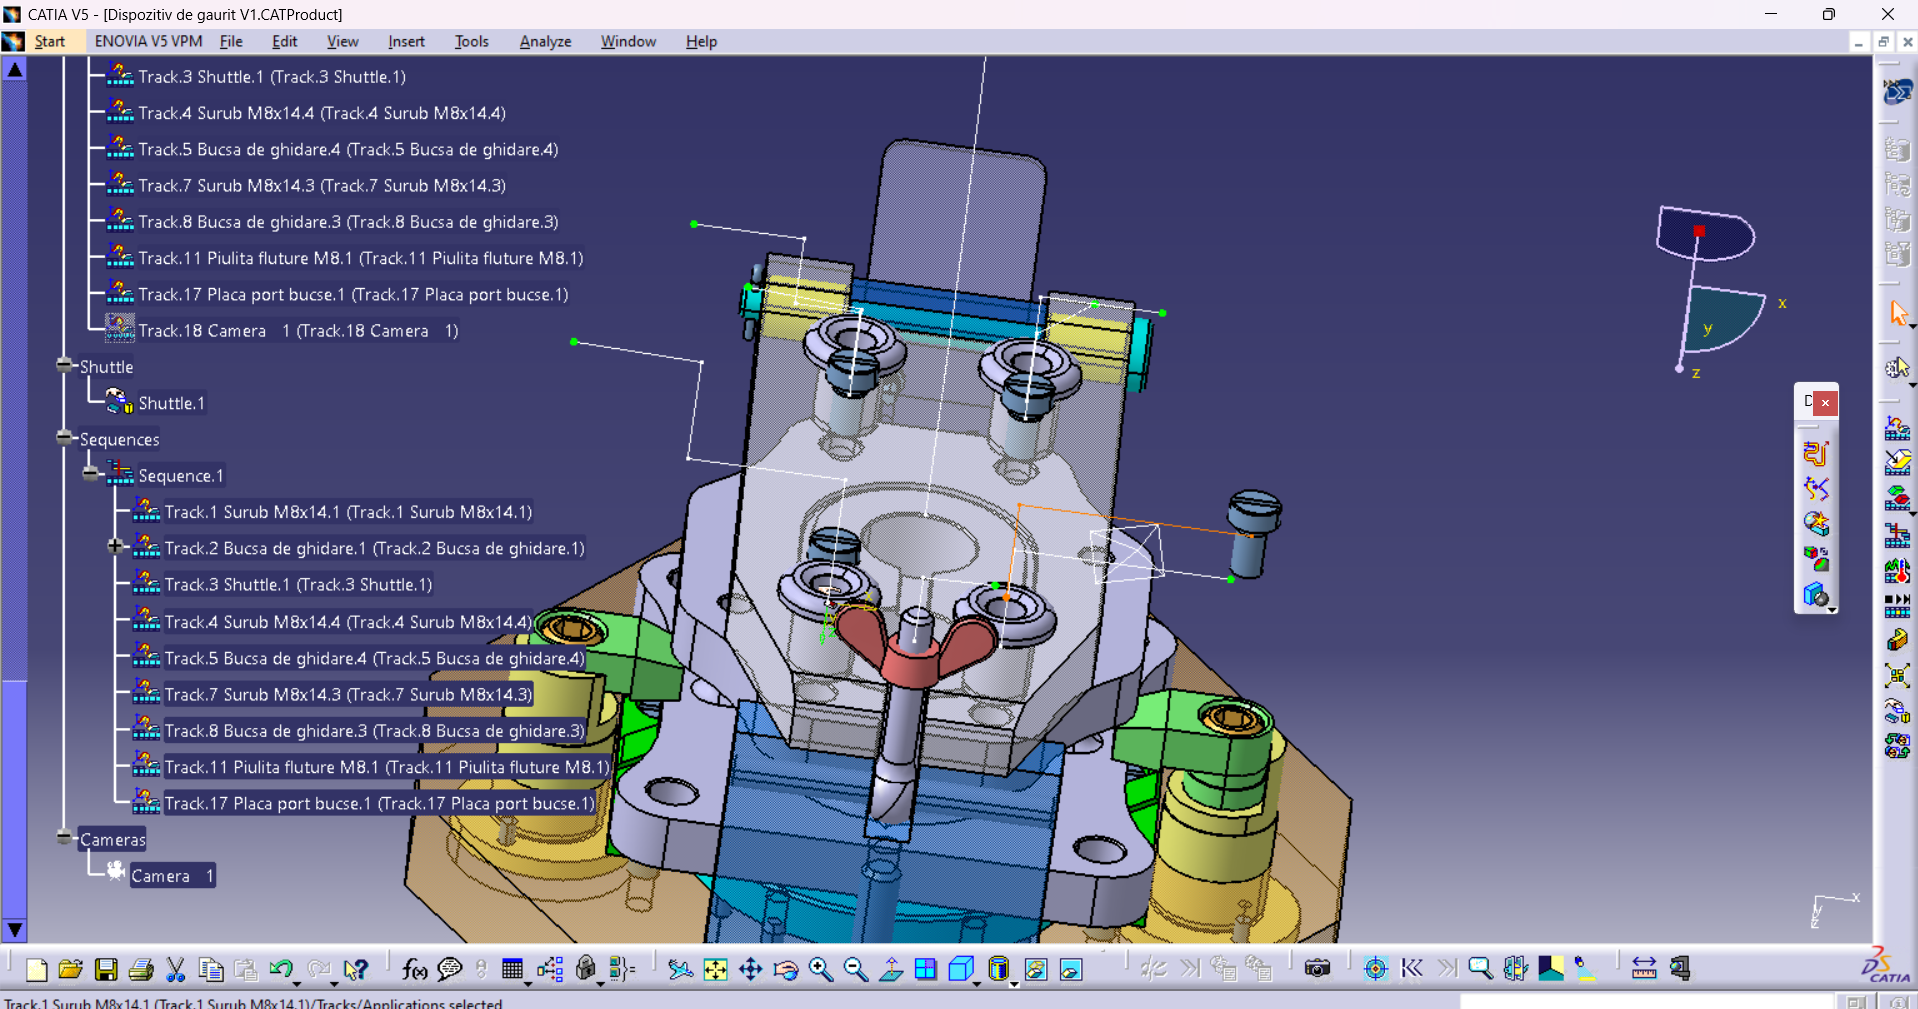 CATIA V5 - [Dispozitiv de gaurit V1.CATProduct]
Start ENOVIA V5 VPM File Edit View Insert Tools Analyze Window Help
Track.3 Shuttle.1 (Track.3 Shuttle.1)
Track.4 Surub M8x14.4 (Track.4 Surub M8x14.4)
Track.5 Bucsa de ghidare.4 (Track.5 Bucsa de ghidare.4)
Track.7 Surub M8x14.3 (Track.7 Surub M8x14.3)
Track.8 Bucsa de ghidare.3 (Track.8 Bucsa de ghidare.3)
Track.11 Piulita fluture M8.1 (Track.11 Piulita fluture M8.1)
Track.17 Placa port bucse.1 (Track.17 Placa port bucse.1)
Track.18 Camera 1 (Track.18 Camera 1)
Shuttle
Shuttle.1
Sequences
Sequence.1
Track.1 Surub M8x14.1 (Track.1 Surub M8x14.1)
Track.2 Bucsa de ghidare.1 (Track.2 Bucsa de ghidare.1)
Track.3 Shuttle.1 (Track.3 Shuttle.1)
Track.4 Surub M8x14.4 (Track.4 Surub M8x14.4)
Track.5 Bucsa de ghidare.4 (Track.5 Bucsa de ghidare.4)
Track.7 Surub M8x14.3 (Track.7 Surub M8x14.3)
Track.8 Bucsa de ghidare.3 (Track.8 Bucsa de ghidare.3)
Track.11 Piulita fluture M8.1 (Track.11 Piulita fluture M8.1)
Track.17 Placa port bucse.1 (Track.17 Placa port bucse.1)
Cameras
Camera 1
x
y
z
D
x
y
z
f(x)
DS CATIA
Track.1 Surub M8x14.1 (Track.1 Surub M8x14.1)/Tracks/Applications selected